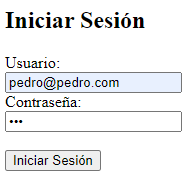 Iniciar Sesión
Usuario:
pedro@pedro.com
Contraseña:
•••
Iniciar Sesión